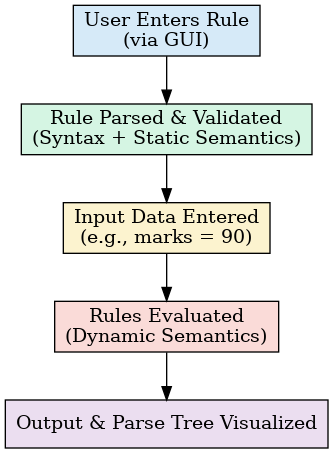 User Enters Rule
(via GUI)
Rule Parsed & Validated
(Syntax + Static Semantics)
Input Data Entered
(e.g., marks = 90)
Rules Evaluated
(Dynamic Semantics)
Output & Parse Tree Visualized